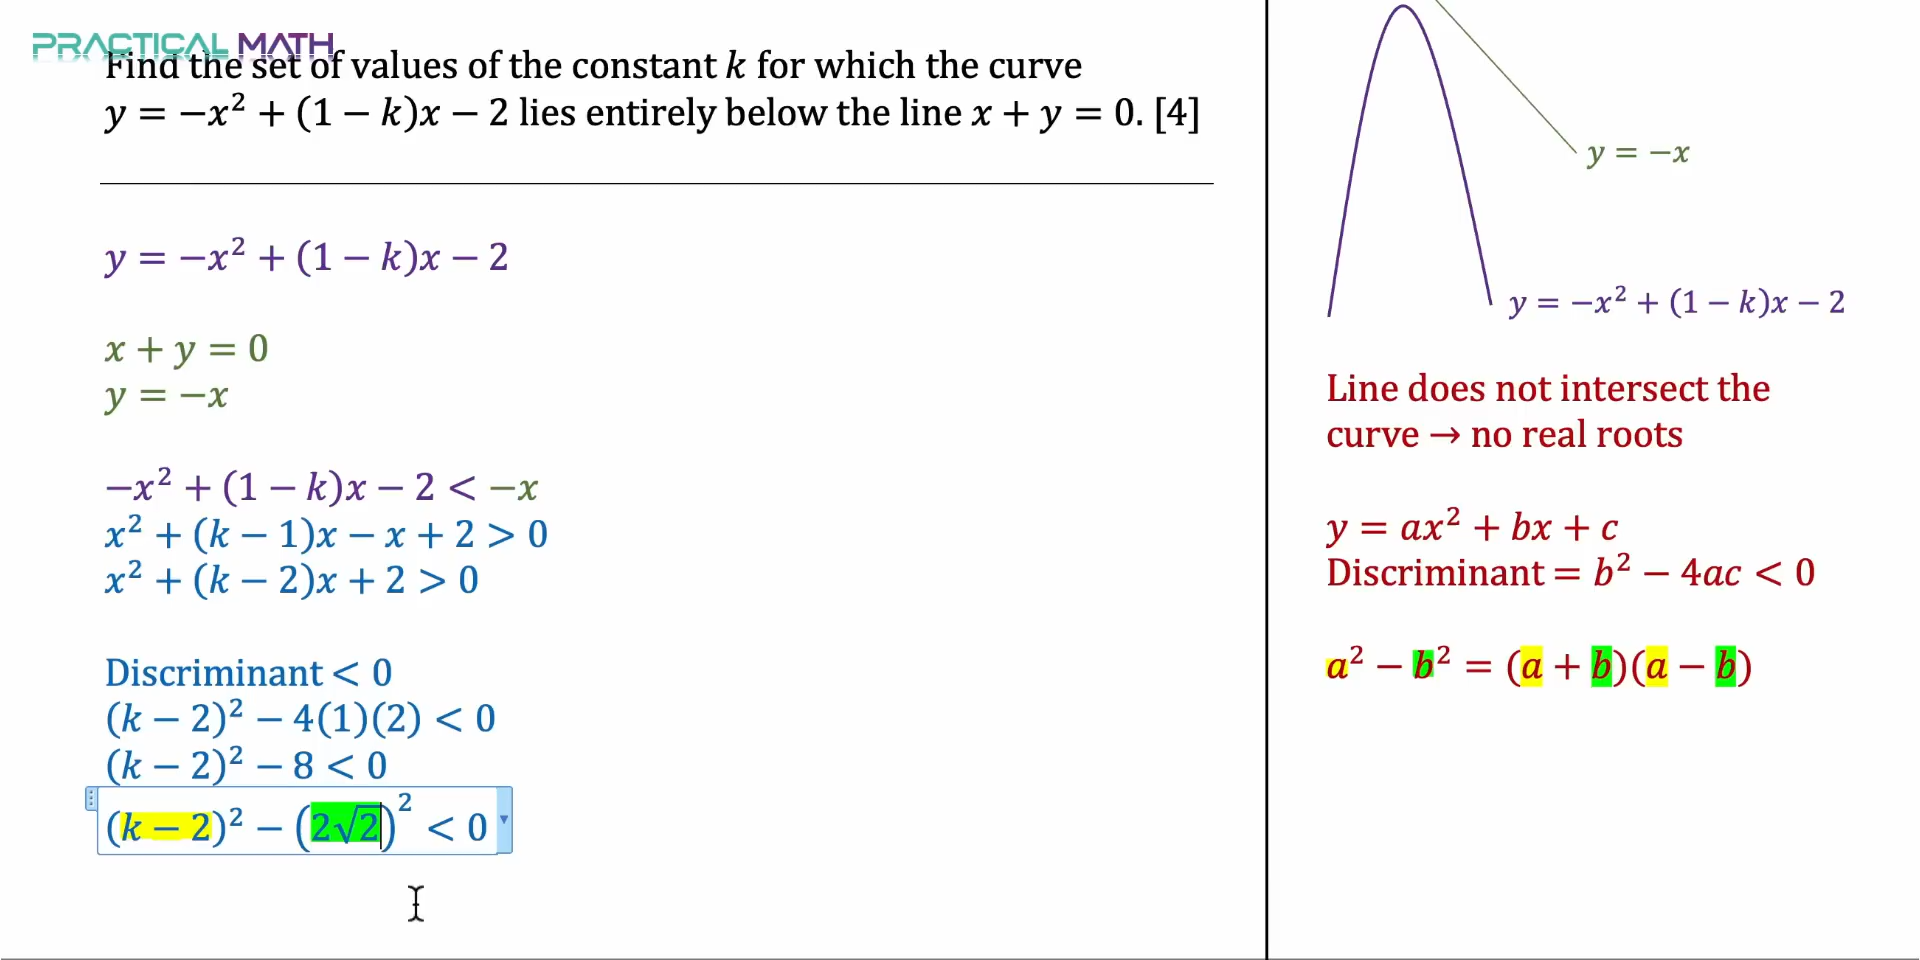 PRACTICAL MATH
Find the set of values of the constant k for which the curve
y = −x² + (1 − k)x − 2 lies entirely below the line x + y = 0. [4]
y = −x² + (1 − k)x − 2
x + y = 0
y = −x
−x² + (1 − k)x − 2 < −x
x² + (k − 1)x − x + 2 > 0
x² + (k − 2)x + 2 > 0
Discriminant < 0
(k − 2)² − 4(1)(2) < 0
(k − 2)² − 8 < 0
(k − 2)² − (2√2)² < 0
y = −x
y = −x² + (1 − k)x − 2
Line does not intersect the
curve → no real roots
y = ax² + bx + c
Discriminant = b² − 4ac < 0
a² − b² = (a + b)(a − b)